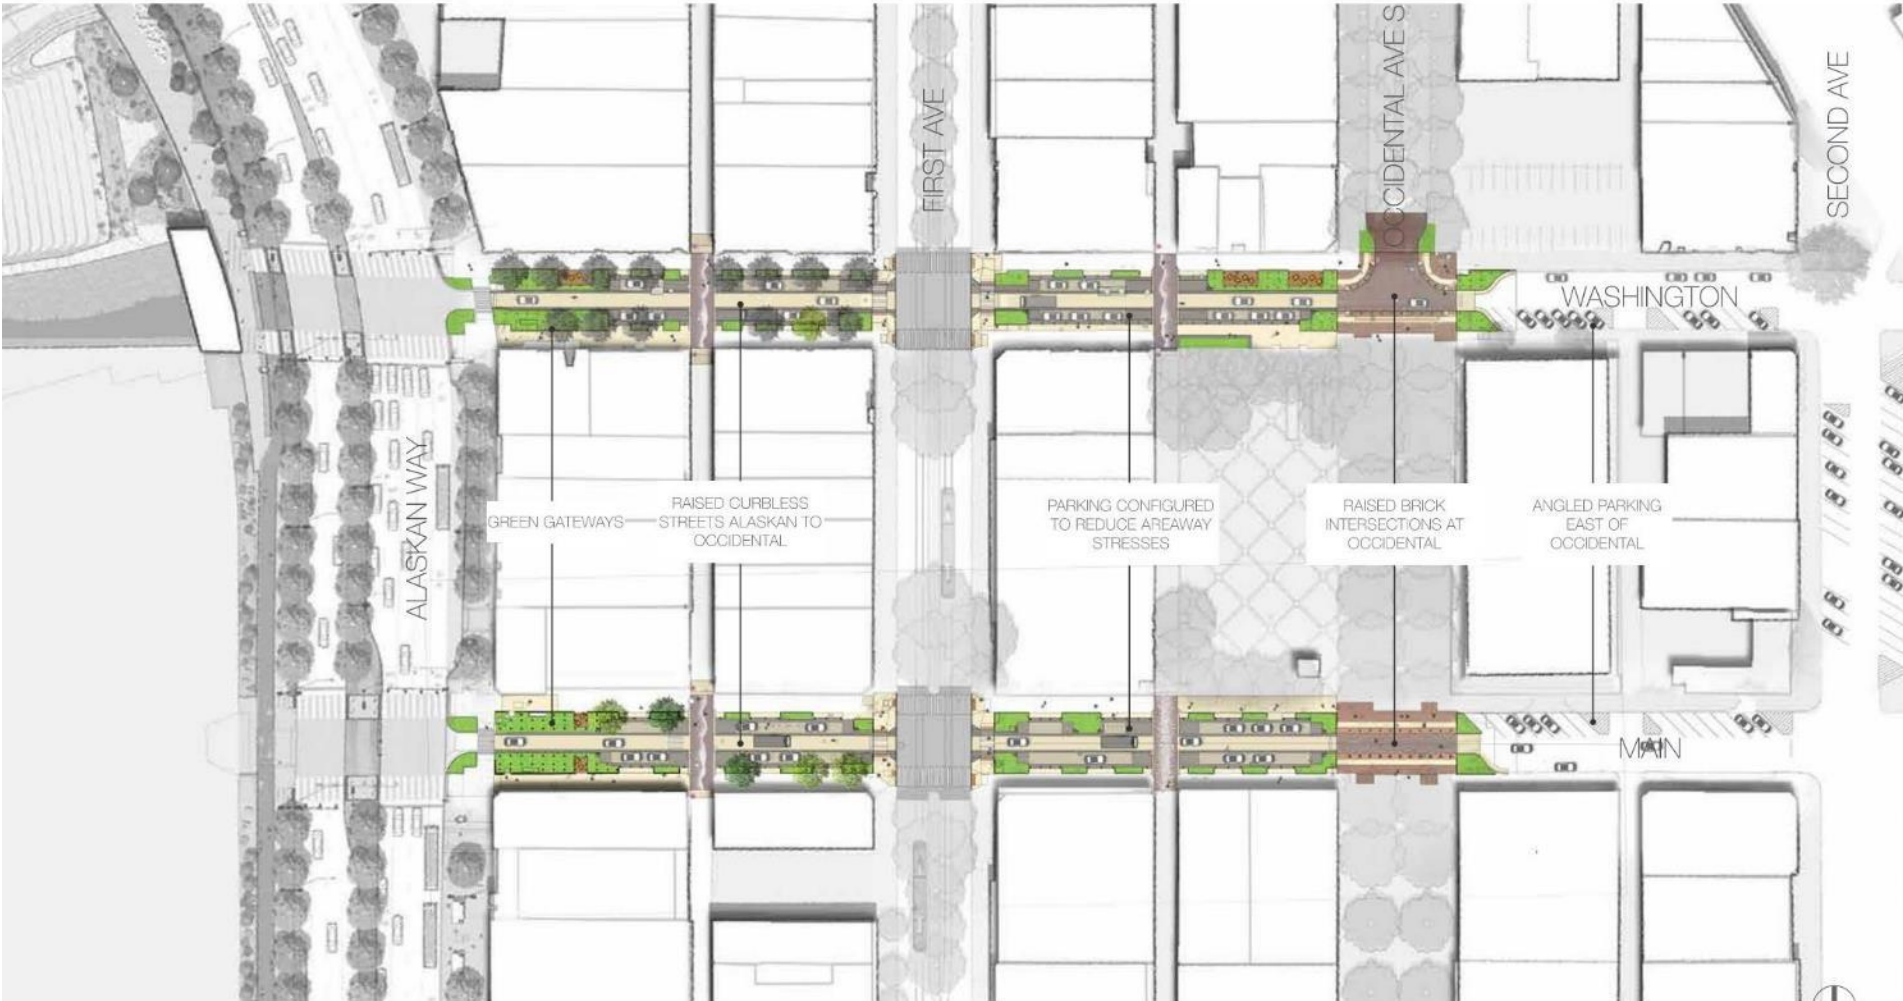 OCCIDENTAL AVE S
FIRST AVE
SECOND AVE
WASHINGTON
ALASKAN WAY
GREEN GATEWAYS
RAISED CURBLESS
STREETS ALASKAN TO
OCCIDENTAL
PARKING CONFIGURED
TO REDUCE AREAWAY
STRESSES
RAISED BRICK
INTERSECTIONS AT
OCCIDENTAL
ANGLED PARKING
EAST OF
OCCIDENTAL
MAIN